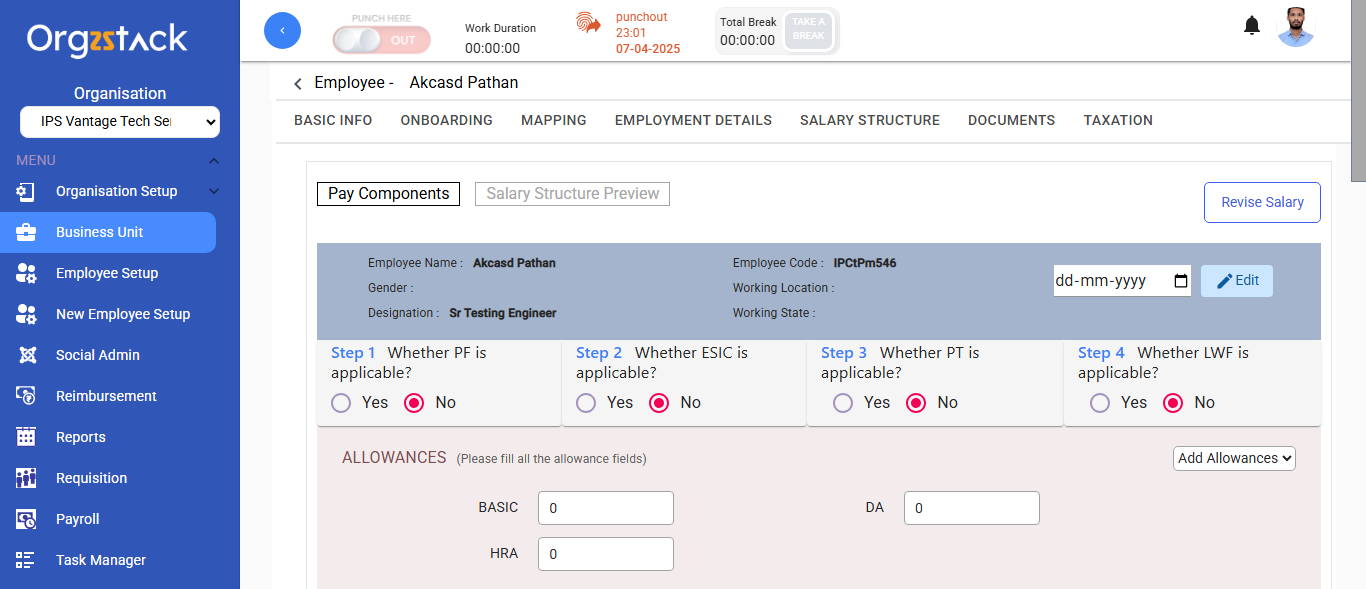 Orgzstack
Organisation
IPS Vantage Tech Ser
MENU
Organisation Setup
Business Unit
Employee Setup
New Employee Setup
Social Admin
Reimbursement
Reports
Requisition
Payroll
Task Manager
PUNCH HERE
OUT
Work Duration
00:00:00
punchout
23:01
07-04-2025
Total Break
00:00:00
TAKE A
BREAK
Employee - Akcasd Pathan
BASIC INFO ONBOARDING MAPPING EMPLOYMENT DETAILS SALARY STRUCTURE DOCUMENTS TAXATION
Pay Components Salary Structure Preview
Revise Salary
Employee Name : Akcasd Pathan Employee Code : IPCtPm546
Gender : Working Location :
Designation : Sr Testing Engineer Working State :
dd-mm-yyyy Edit
Step 1 Whether PF is
applicable?
Yes No
Step 2 Whether ESIC is
applicable?
Yes No
Step 3 Whether PT is
applicable?
Yes No
Step 4 Whether LWF is
applicable?
Yes No
ALLOWANCES (Please fill all the allowance fields) Add Allowances
BASIC 0 DA 0
HRA 0